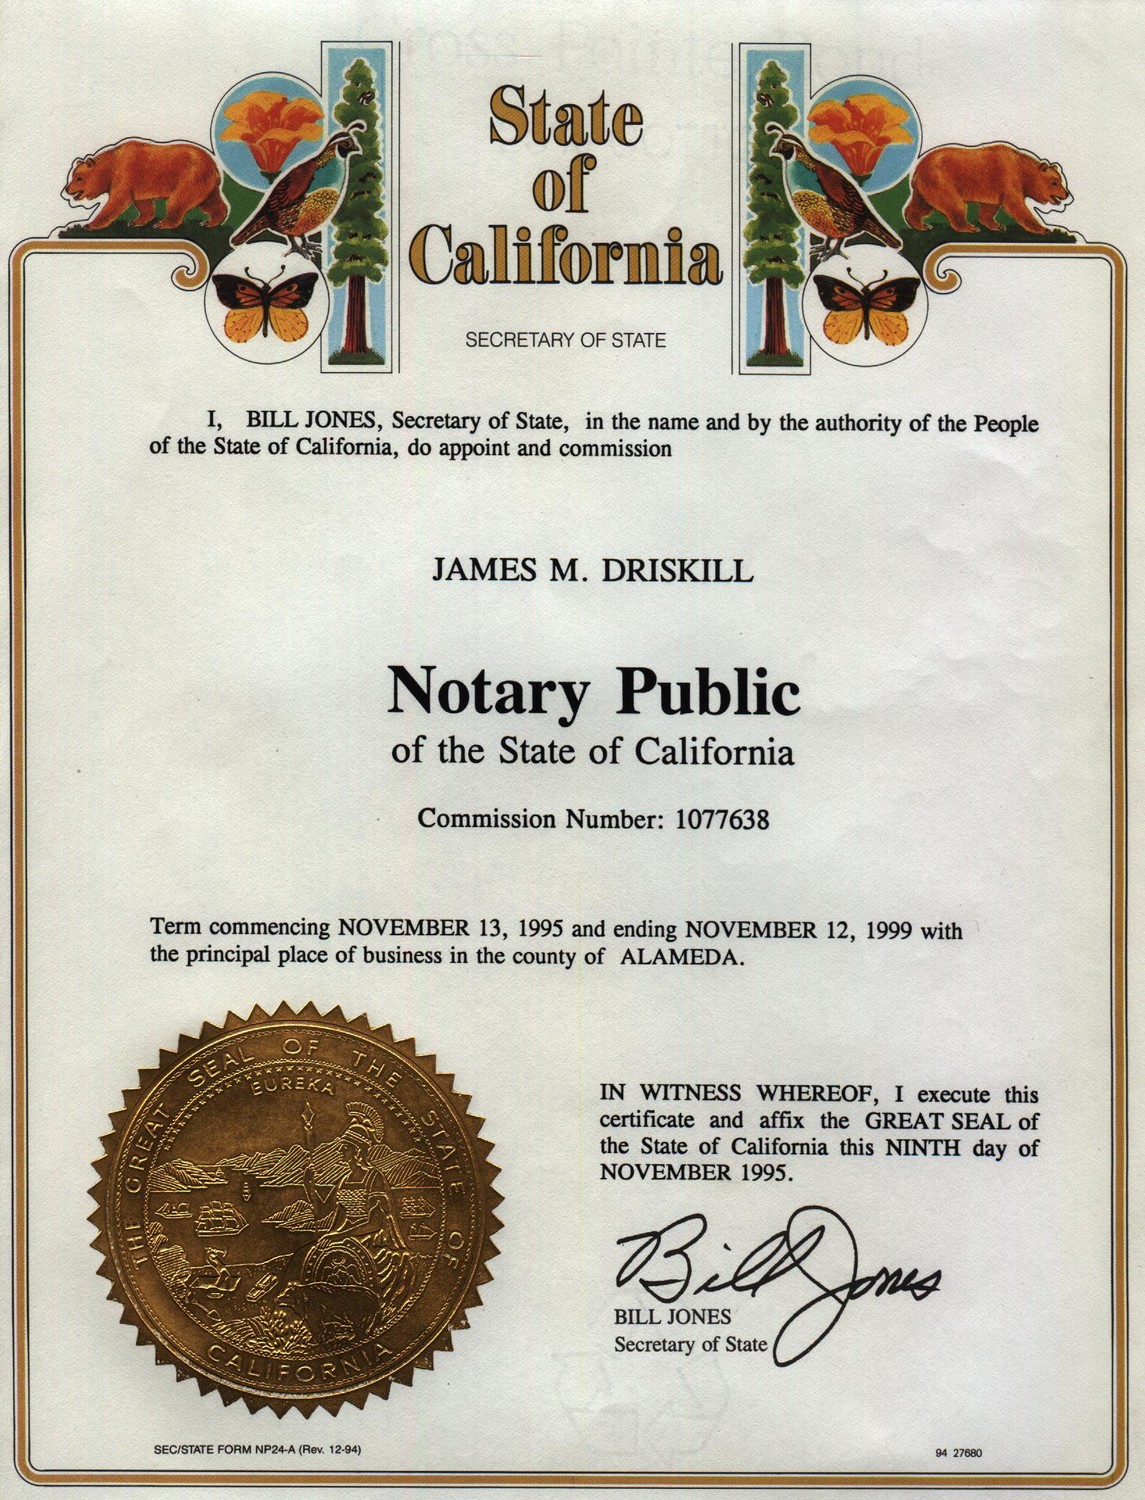 State
of
California
SECRETARY OF STATE
I, BILL JONES, Secretary of State, in the name and by the authority of the People
of the State of California, do appoint and commission
JAMES M. DRISKILL
Notary Public
of the State of California
Commission Number: 1077638
Term commencing NOVEMBER 13, 1995 and ending NOVEMBER 12, 1999 with
the principal place of business in the county of ALAMEDA.
THE GREAT SEAL OF THE STATE OF CALIFORNIA
EUREKA
IN WITNESS WHEREOF, I execute this
certificate and affix the GREAT SEAL of
the State of California this NINTH day of
NOVEMBER 1995.
Bill Jones
BILL JONES
Secretary of State
SEC/STATE FORM NP24-A (Rev. 12-94)
94 27680